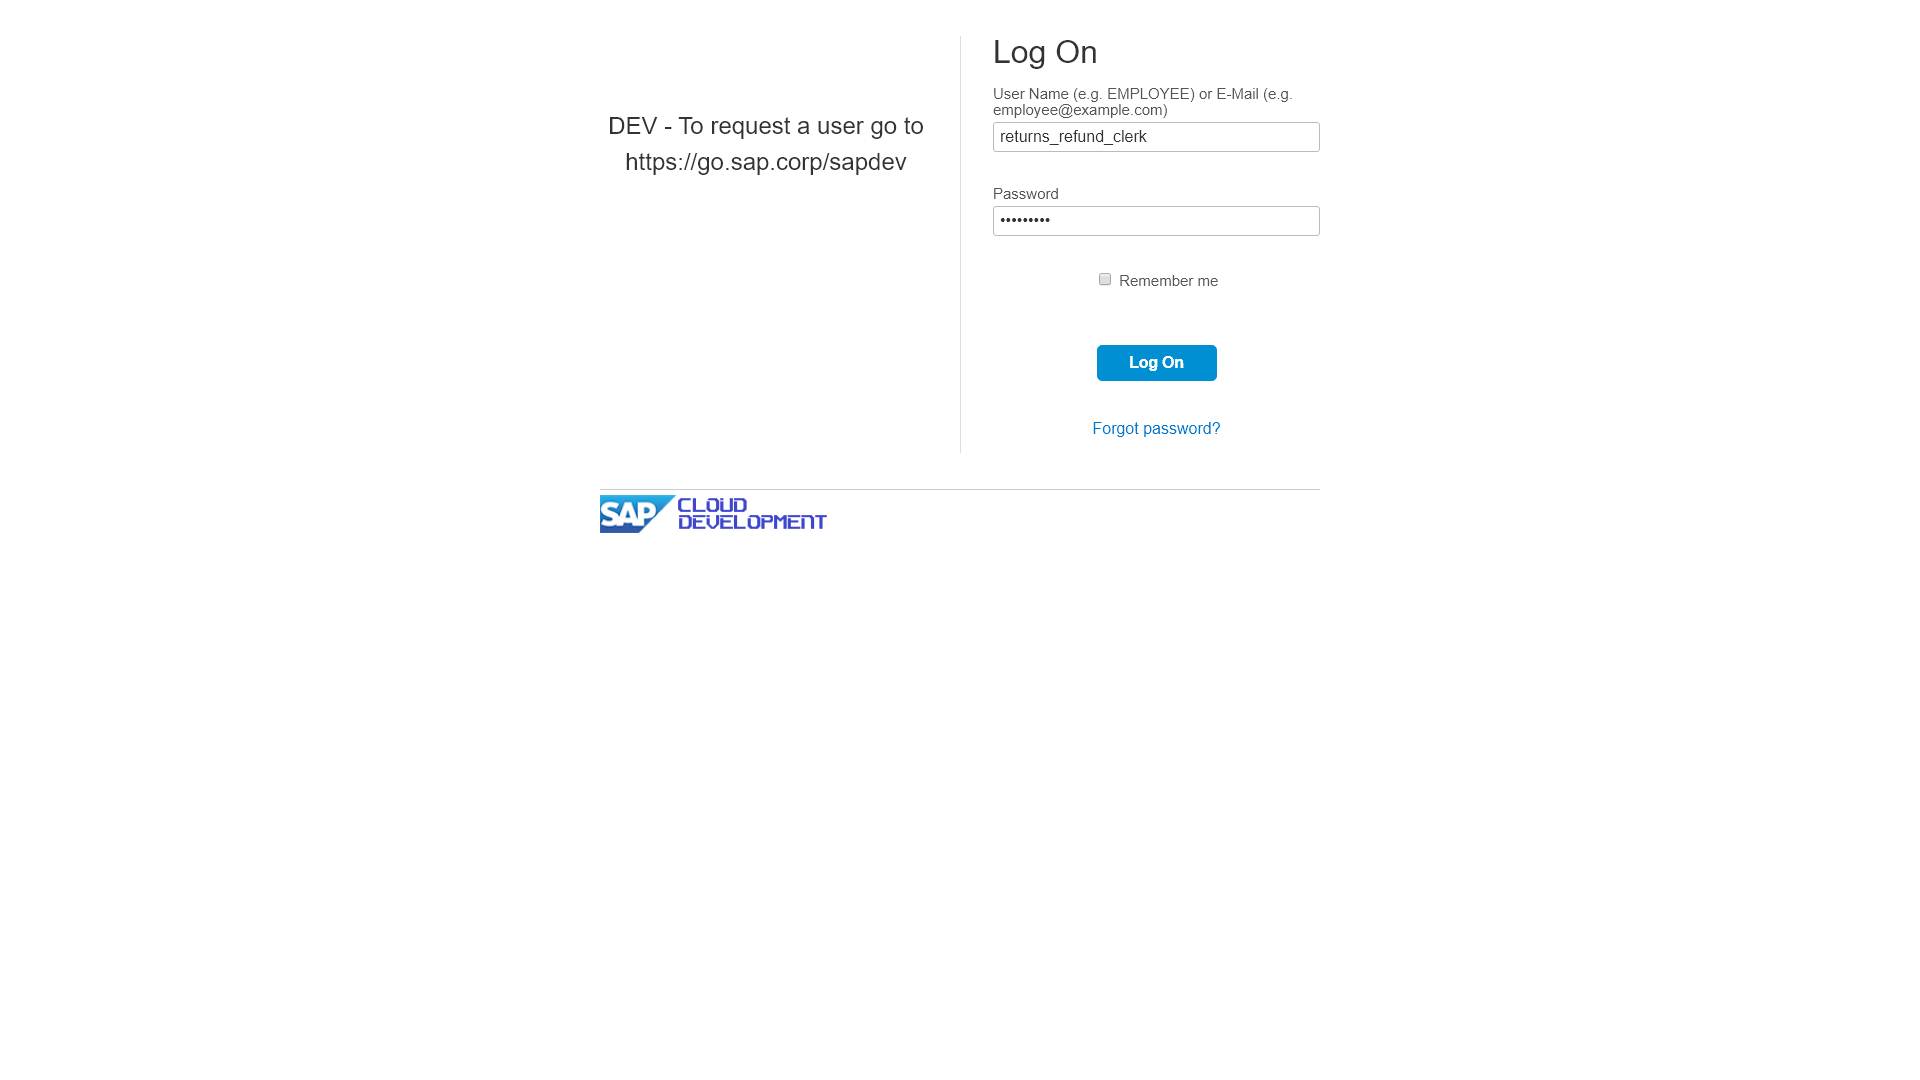 DEV - To request a user go to
https://go.sap.corp/sapdev
Log On
User Name (e.g. EMPLOYEE) or E-Mail (e.g.
employee@example.com)
returns_refund_clerk
Password
•••••••••
Remember me
Log On
Forgot password?
SAP CLOUD
DEVELOPMENT